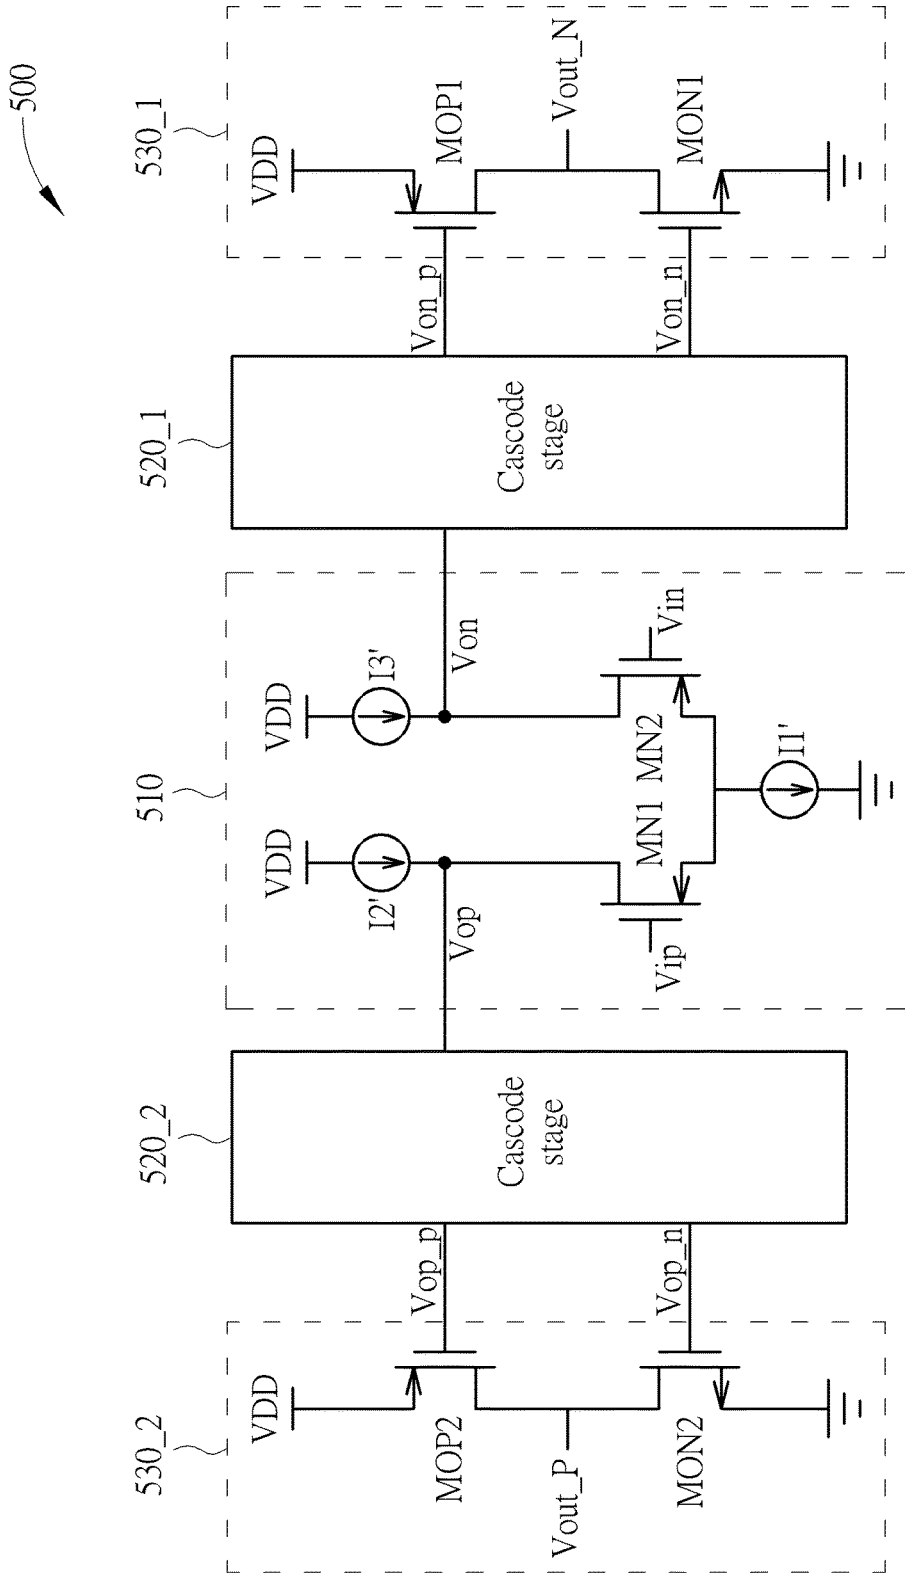 500
530_2
520_2
510
520_1
530_1
VDD
VDD
VDD
VDD
I2'
I3'
MOP2
Vop_p
Vop
Von
Von_p
MOP1
Vout_P
Cascode
stage
Cascode
stage
Vout_N
MON2
Vop_n
Vip
MN1
MN2
Vin
Von_n
MON1
I1'